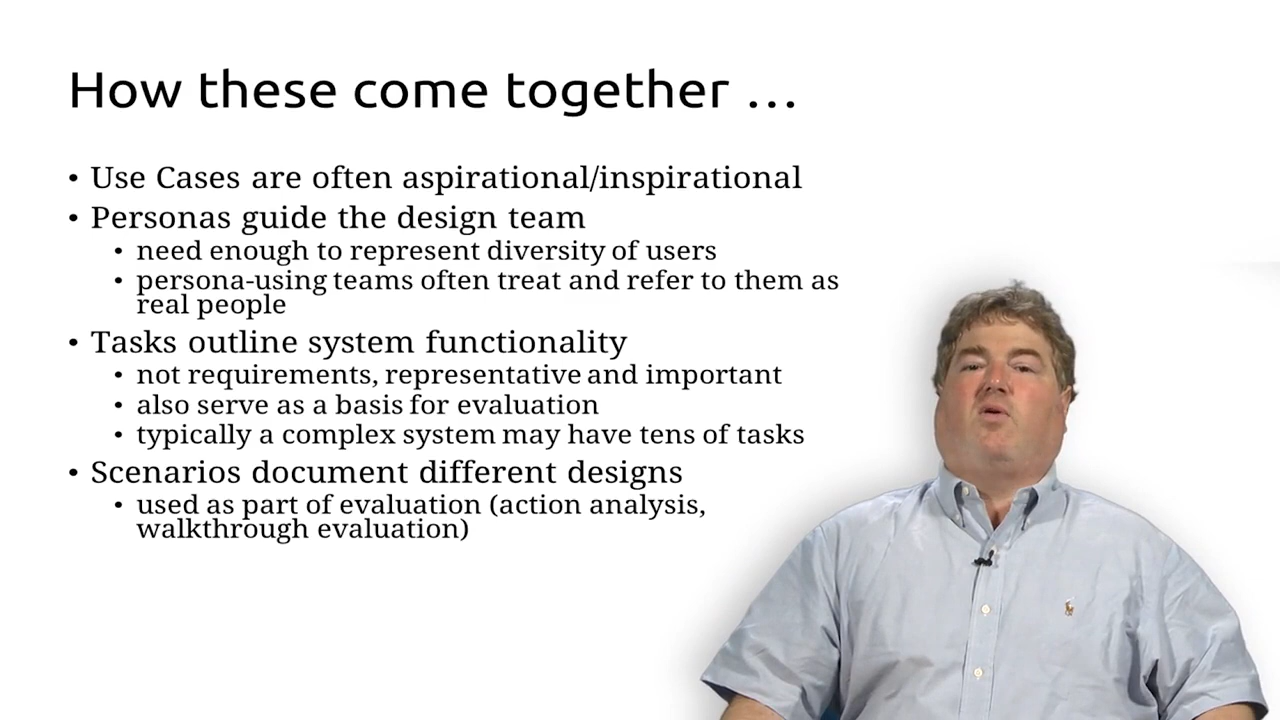 How these come together …
• Use Cases are often aspirational/inspirational
• Personas guide the design team
• need enough to represent diversity of users
• persona-using teams often treat and refer to them as
real people
• Tasks outline system functionality
• not requirements, representative and important
• also serve as a basis for evaluation
• typically a complex system may have tens of tasks
• Scenarios document different designs
• used as part of evaluation (action analysis,
walkthrough evaluation)